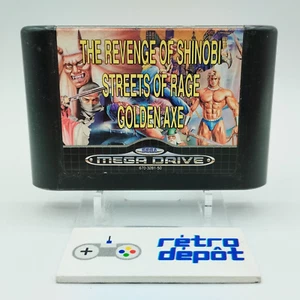 THE REVENGE OF SHINOBI
STREETS OF RAGE
GOLDEN AXE
SEGA
MEGA DRIVE
rétro
dépôt